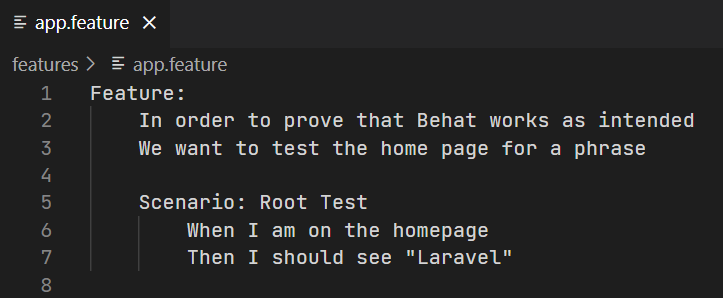 app.feature ×
features > app.feature
1 Feature:
2 In order to prove that Behat works as intended
3 We want to test the home page for a phrase
4
5 Scenario: Root Test
6 When I am on the homepage
7 Then I should see "Laravel"
8